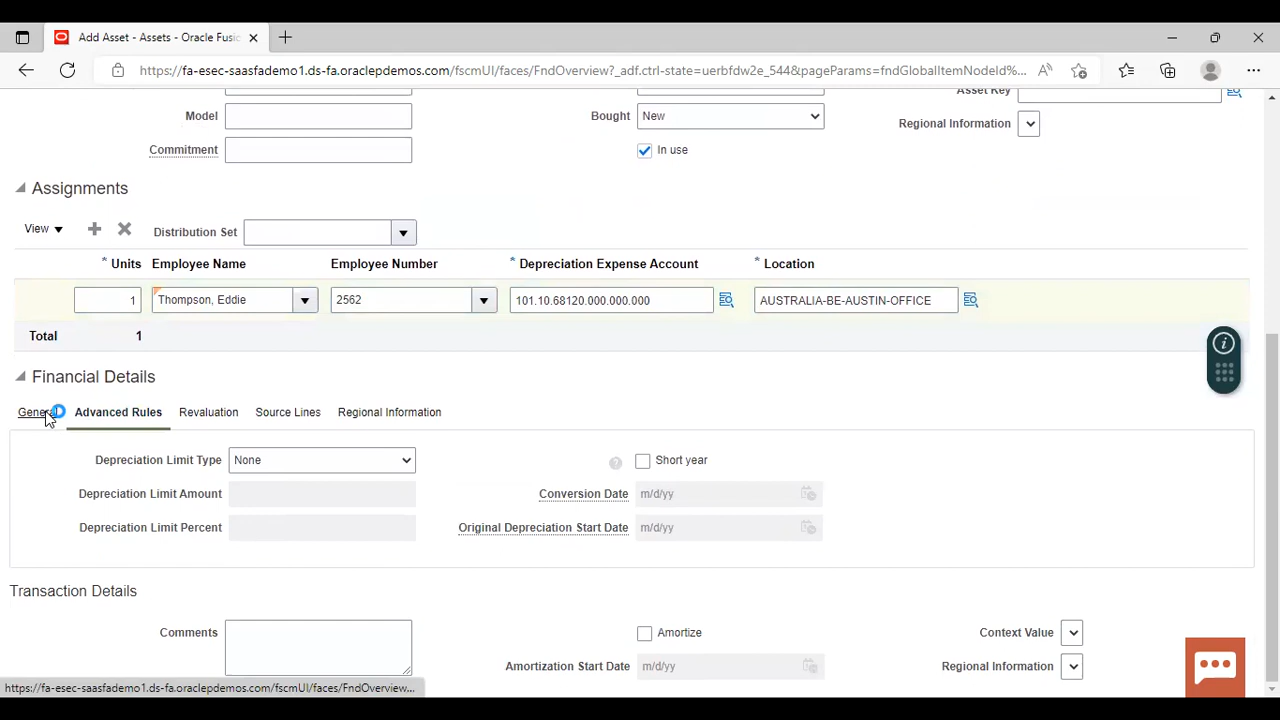 Add Asset - Assets - Oracle Fusi
https://fa-esec-saasfademo1.ds-fa.oraclepdemos.com/fscmUI/faces/FndOverview?_adf.ctrl-state=uerbfdw2e_544&pageParams=fndGlobalItemNodeId%...
Asset Key
Model
Bought New
Regional Information
Commitment
In use
Assignments
View
Distribution Set
* Units Employee Name Employee Number * Depreciation Expense Account * Location
1 Thompson, Eddie 2562 101.10.68120.000.000.000 AUSTRALIA-BE-AUSTIN-OFFICE
Total 1
Financial Details
General Advanced Rules Revaluation Source Lines Regional Information
Depreciation Limit Type None
? Short year
Depreciation Limit Amount
Conversion Date m/d/yy
Depreciation Limit Percent
Original Depreciation Start Date m/d/yy
Transaction Details
Comments
Amortize
Context Value
Amortization Start Date m/d/yy
Regional Information
https://fa-esec-saasfademo1.ds-fa.oraclepdemos.com/fscmUI/faces/FndOverview...